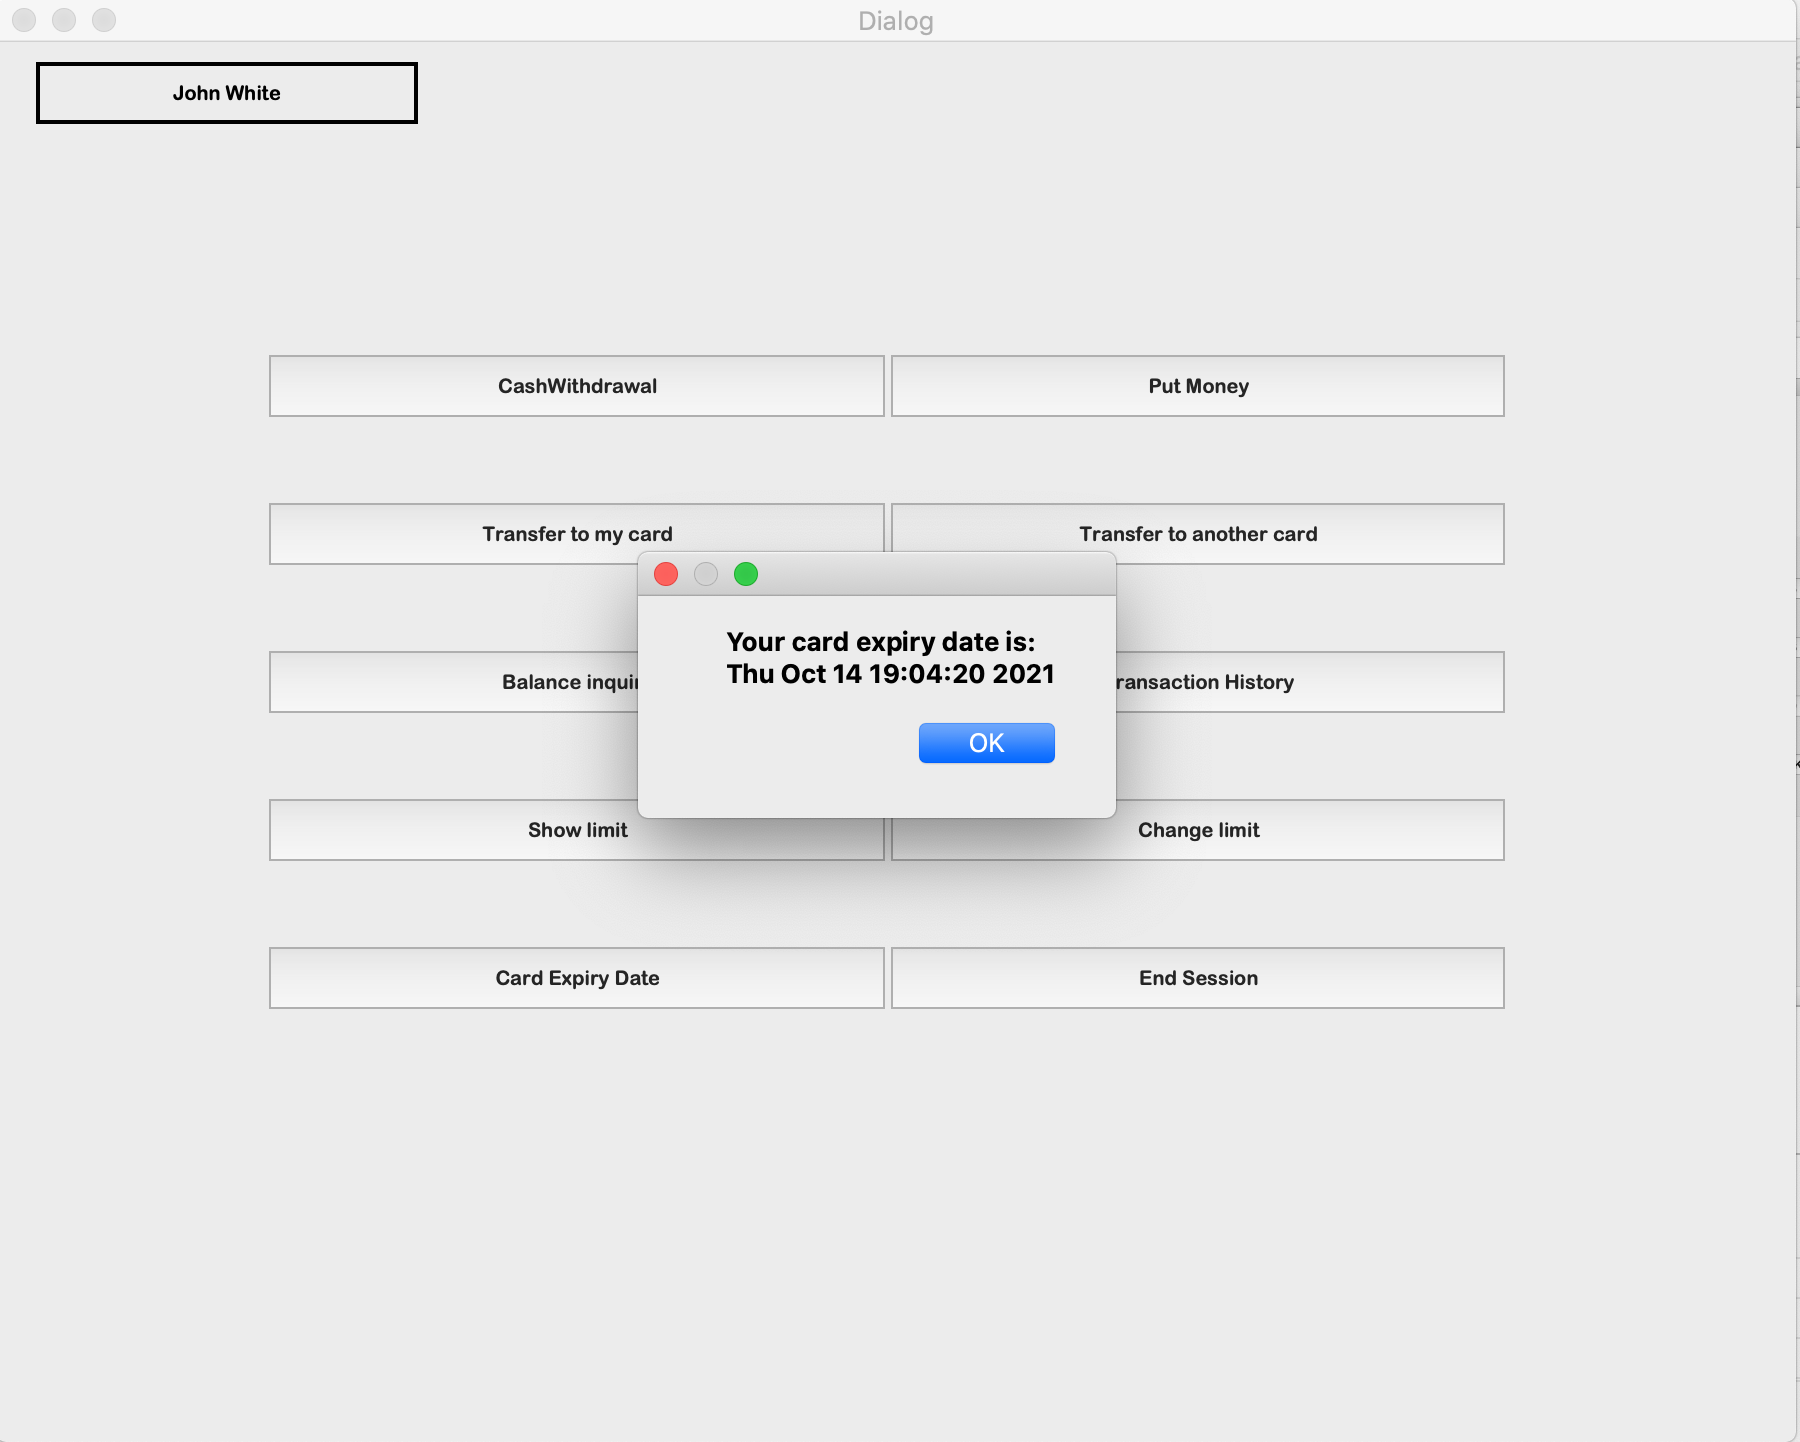 Dialog
John White
CashWithdrawal
Put Money
Transfer to my card
Transfer to another card
Your card expiry date is:
Thu Oct 14 19:04:20 2021
Balance
History
OK
Show limit
Change limit
Card Expiry Date
End Session